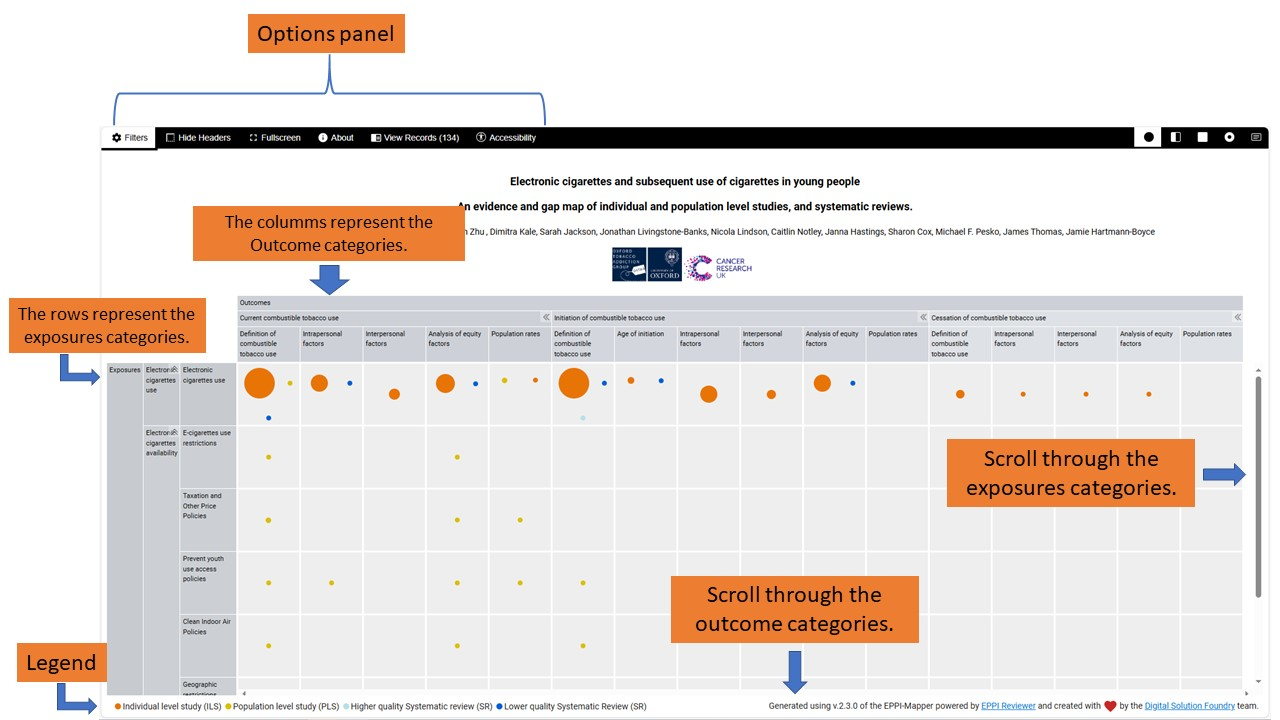 Options panel
Filters
Hide Headers
Fullscreen
About
View Records (134)
Accessibility
Electronic cigarettes and subsequent use of cigarettes in young people
An evidence and gap map of individual and population level studies, and systematic reviews.
Zhu , Dimitra Kale, Sarah Jackson, Jonathan Livingstone-Banks, Nicola Lindson, Caitlin Notley, Janna Hastings, Sharon Cox, Michael F. Pesko, James Thomas, Jamie Hartmann-Boyce
The columms represent the
Outcome categories.
OXFORD
TOBACCO
ADDICTION
GROUP
UNIVERSITY OF
OXFORD
CANCER
RESEARCH
UK
The rows represent the
exposures categories.
Outcomes
Current combustible tobacco use
Initiation of combustible tobacco use
Cessation of combustible tobacco use
Definition of
combustible
tobacco use
Intrapersonal
factors
Interpersonal
factors
Analysis of equity
factors
Population rates
Definition of
combustible
tobacco use
Age of initiation
Intrapersonal
factors
Interpersonal
factors
Analysis of equity
factors
Population rates
Definition of
combustible
tobacco use
Intrapersonal
factors
Interpersonal
factors
Analysis of equity
factors
Population rates
Exposures
cigarettes
use
Electronic
cigarettes use
cigarettes
availability
E-cigarettes use
restrictions
Taxation and
Other Price
Policies
Prevent youth
use access
policies
Clean Indoor Air
Policies
Geographic
restrictions
Scroll through the
exposures categories.
Scroll through the
outcome categories.
Legend
Individual level study (ILS)
Population level study (PLS)
Higher quality Systematic review (SR)
Lower quality Systematic Review (SR)
Generated using v.2.3.0 of the EPPI-Mapper powered by EPPI Reviewer and created with ❤ by the Digital Solution Foundry team.